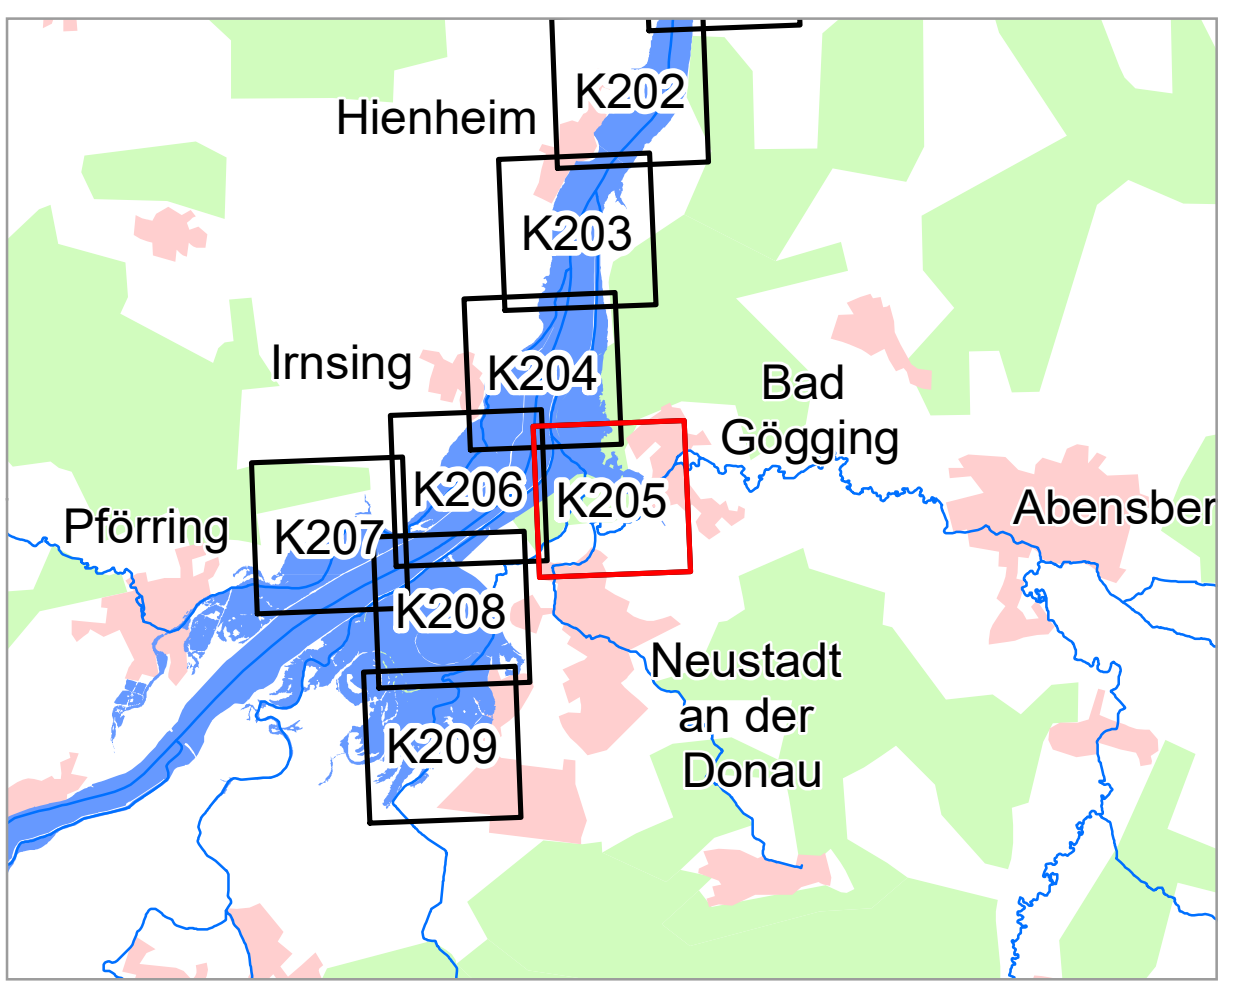 K202
Hienheim
K203
Irnsing
K204
Bad
Gögging
K206
K205
Abensber
Pförring
K207
K208
Neustadt
an der
Donau
K209